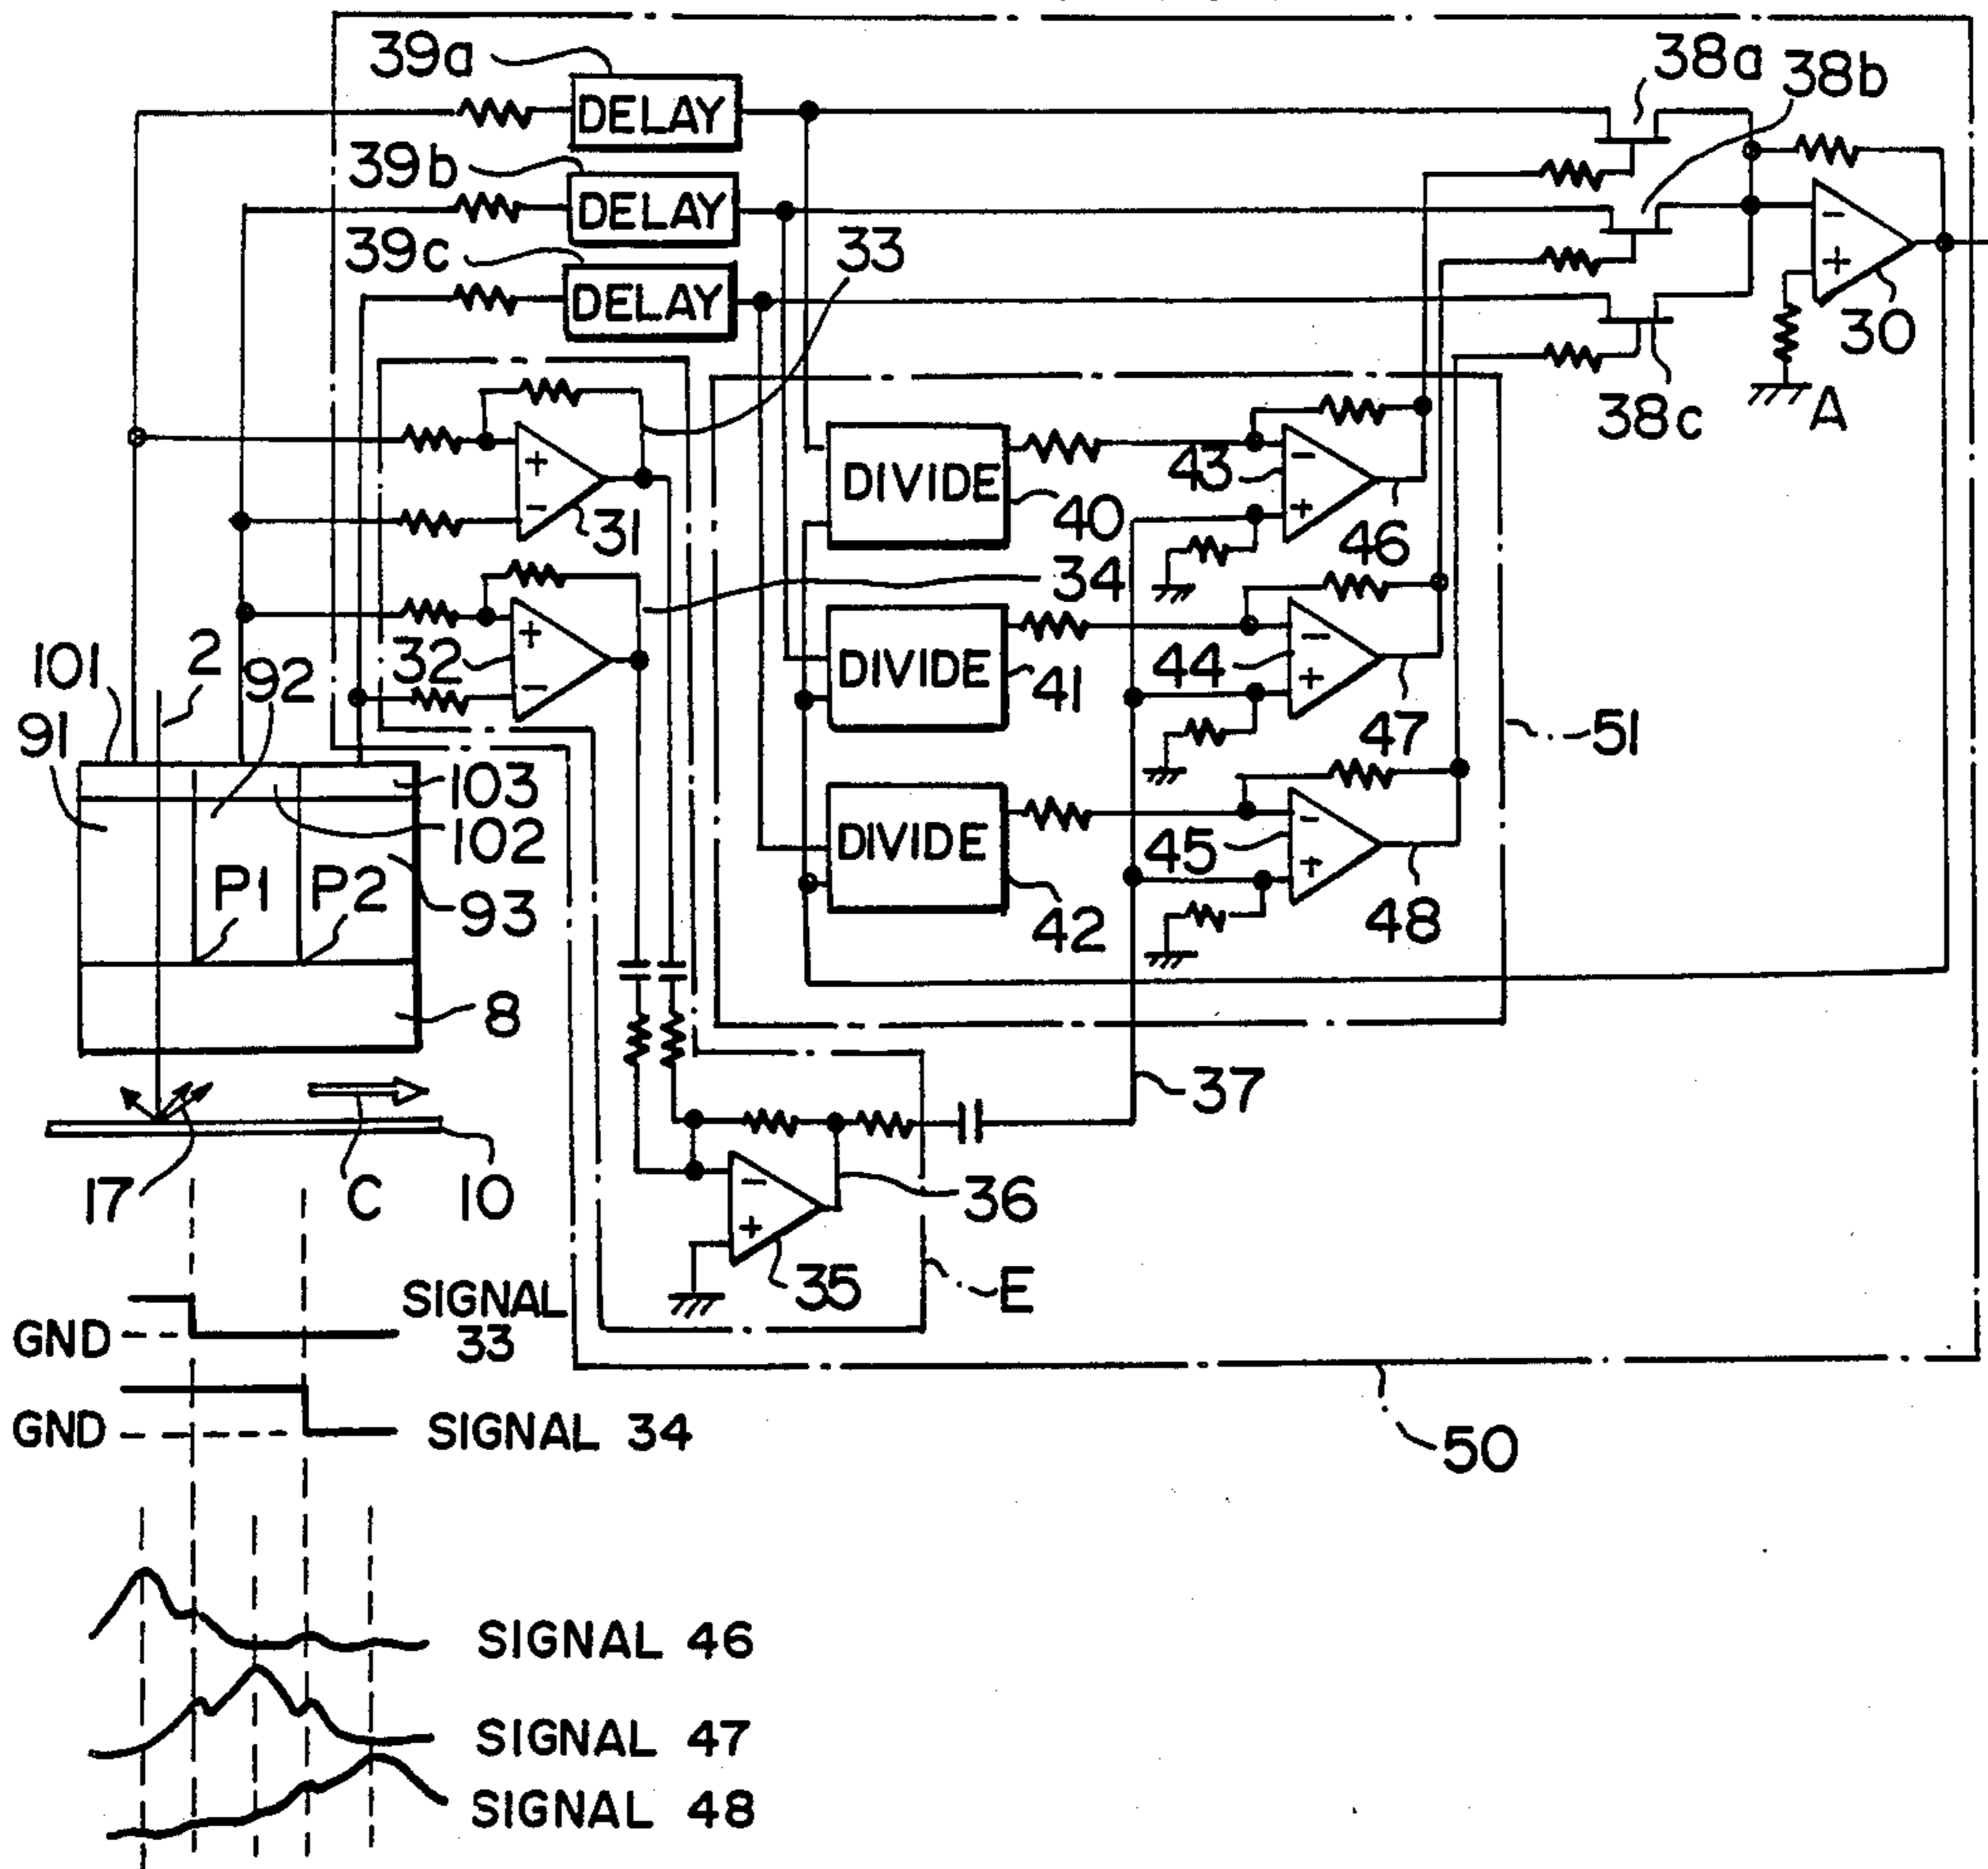 39a
38a
38b
DELAY
39b
DELAY
39c
33
DELAY
-
+
30
A
38c
+
-
31
DIVIDE
40
43
-
+
46
34
32
+
-
DIVIDE
41
44
-
+
47
51
101
2
92
91
103
102
P1
P2
93
DIVIDE
42
45
-
+
48
8
37
17
C
10
-
+
36
35
E
SIGNAL
33
GND
GND
SIGNAL 34
50
SIGNAL 46
SIGNAL 47
SIGNAL 48